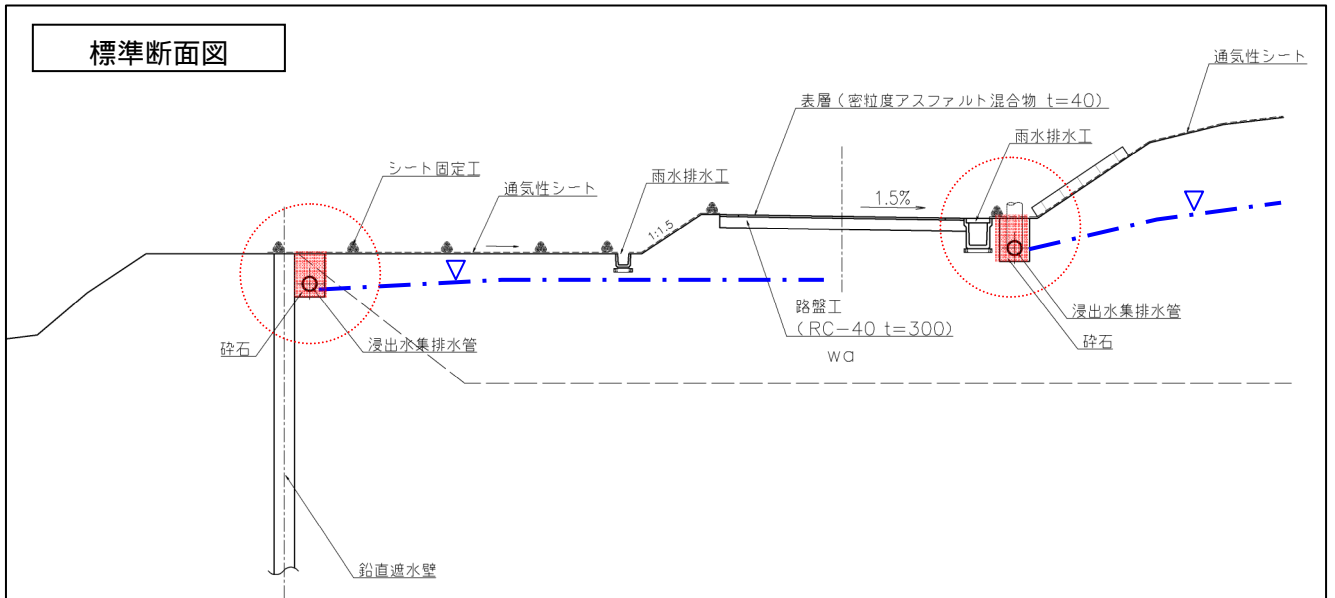 標準断面図
通気性シート
表層(密粒度アスファルト混合物 t=40)
雨水排水工
シート固定工
通気性シート
雨水排水工
1.5%
1:1.5
路盤工
(RC-40 t=300)
wa
浸出水集排水管
砕石
砕石
浸出水集排水管
鉛直遮水壁